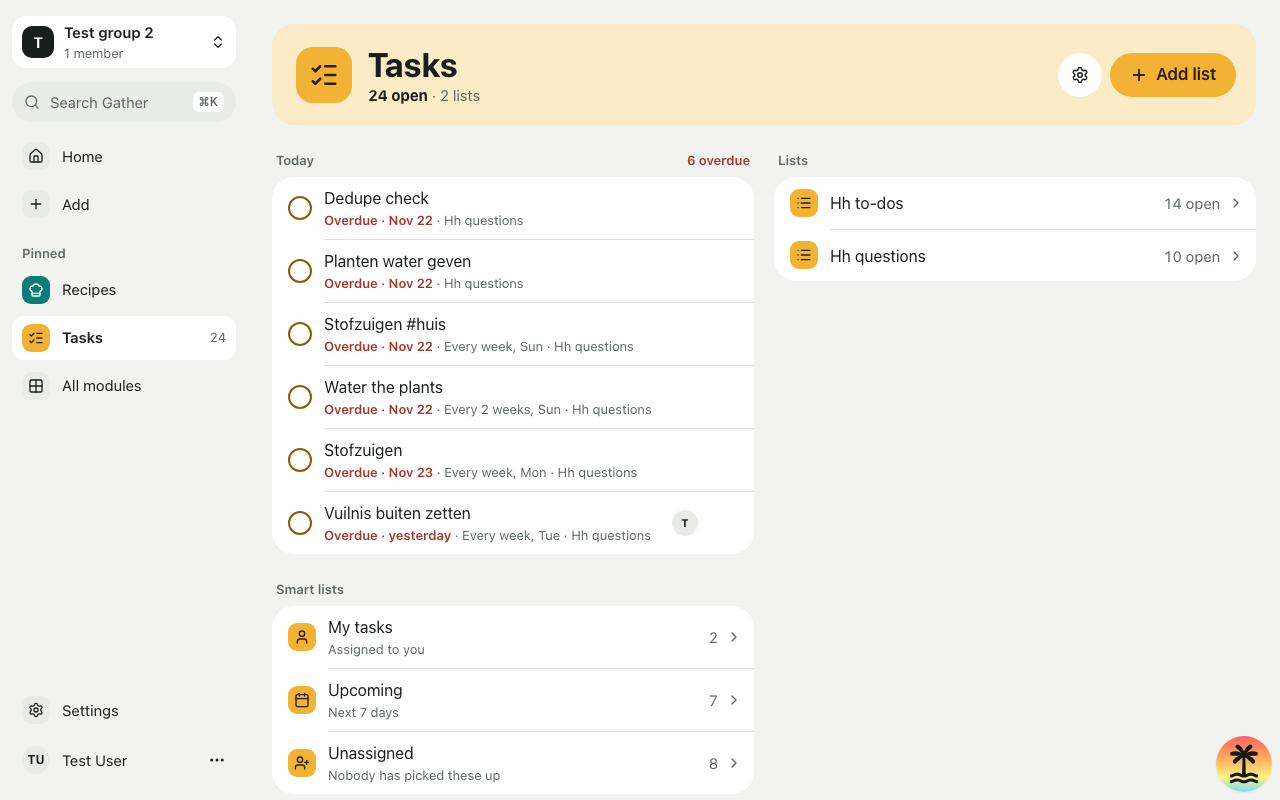 T
Test group 2
1 member
Search Gather
⌘K
Home
Add
Pinned
Recipes
Tasks
24
All modules
Settings
TU
Test User
Tasks
24 open · 2 lists
Add list
Today
6 overdue
Dedupe check
Overdue · Nov 22 · Hh questions
Planten water geven
Overdue · Nov 22 · Hh questions
Stofzuigen #huis
Overdue · Nov 22 · Every week, Sun · Hh questions
Water the plants
Overdue · Nov 22 · Every 2 weeks, Sun · Hh questions
Stofzuigen
Overdue · Nov 23 · Every week, Mon · Hh questions
Vuilnis buiten zetten
Overdue · yesterday · Every week, Tue · Hh questions
T
Smart lists
My tasks
Assigned to you
2
Upcoming
Next 7 days
7
Unassigned
Nobody has picked these up
8
Lists
Hh to-dos
14 open
Hh questions
10 open